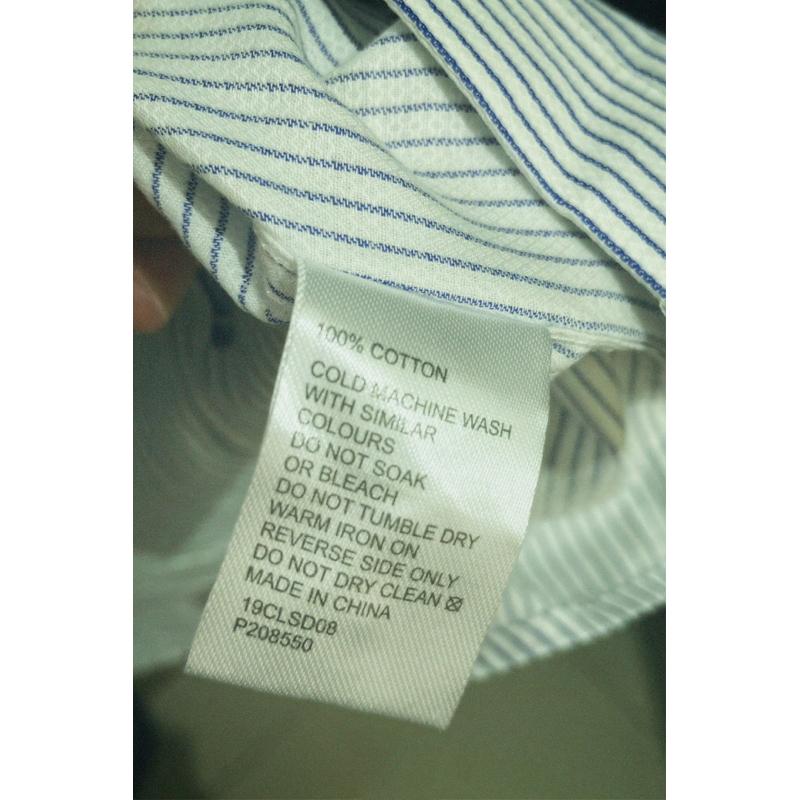 100% COTTON
COLD MACHINE WASH
WITH SIMILAR
COLOURS
DO NOT SOAK
OR BLEACH
DO NOT TUMBLE DRY
WARM IRON ON
REVERSE SIDE ONLY
DO NOT DRY CLEAN
MADE IN CHINA
19CLSD08
P208550